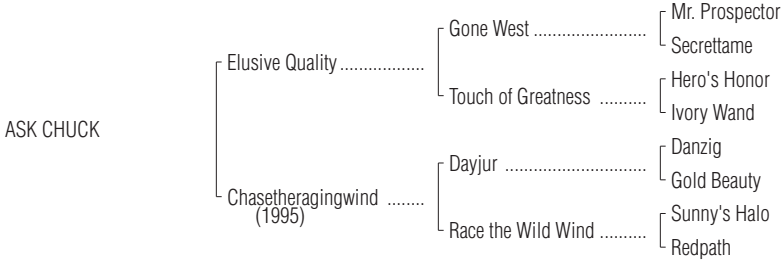 Mr. Prospector
Gone West .......................
Secrettame
Elusive Quality .................
Hero's Honor
Touch of Greatness ..........
Ivory Wand
ASK CHUCK
Danzig
Dayjur .............................
Gold Beauty
Chasetheragingwind ........
(1995)
Sunny's Halo
Race the Wild Wind ..........
Redpath